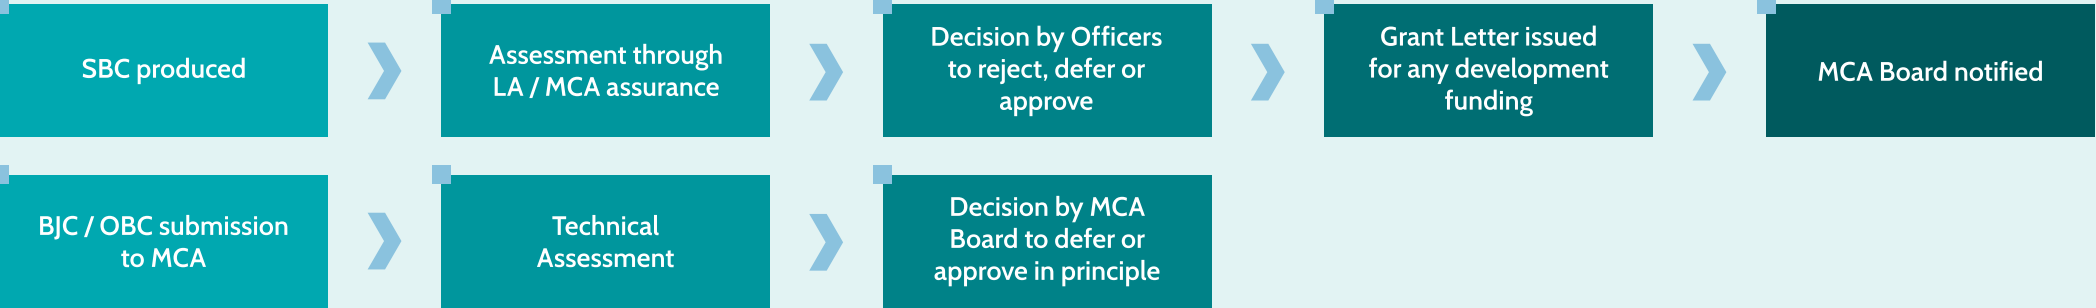 SBC produced
Assessment through
LA / MCA assurance
Decision by Officers
to reject, defer or
approve
Grant Letter issued
for any development
funding
MCA Board notified
BJC / OBC submission
to MCA
Technical
Assessment
Decision by MCA
Board to defer or
approve in principle